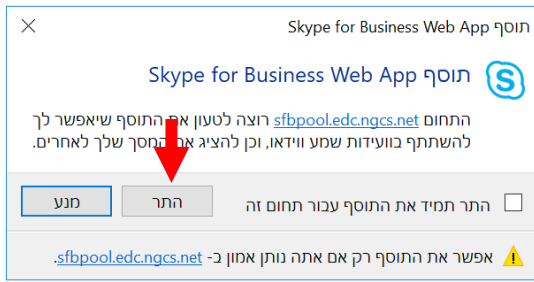 תוסף Skype for Business Web App
תוסף Skype for Business Web App
התחום sfbpool.edc.ngcs.net רוצה לטעון את התוסף שיאפשר לך
להשתתף בוועידות שמע ווידאו, וכן להציג את המסך שלך לאחרים.
התר תמיד את התוסף עבור תחום זה
התר
מנע
אפשר את התוסף רק אם אתה נותן אמון ב- sfbpool.edc.ngcs.net.